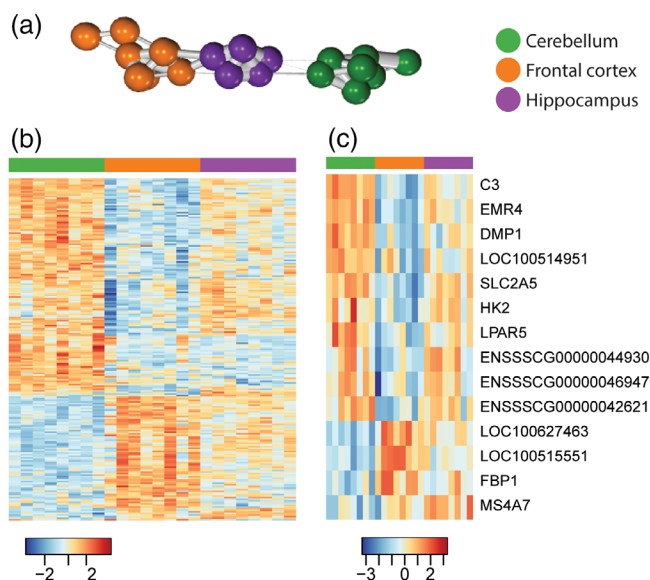 (a)
Cerebellum
Frontal cortex
Hippocampus
(b)
(c)
C3
EMR4
DMP1
LOC100514951
SLC2A5
HK2
LPAR5
ENSSSCG00000044930
ENSSSCG00000046947
ENSSSCG00000042621
LOC100627463
LOC100515551
FBP1
MS4A7
−2 2
−3 0 2